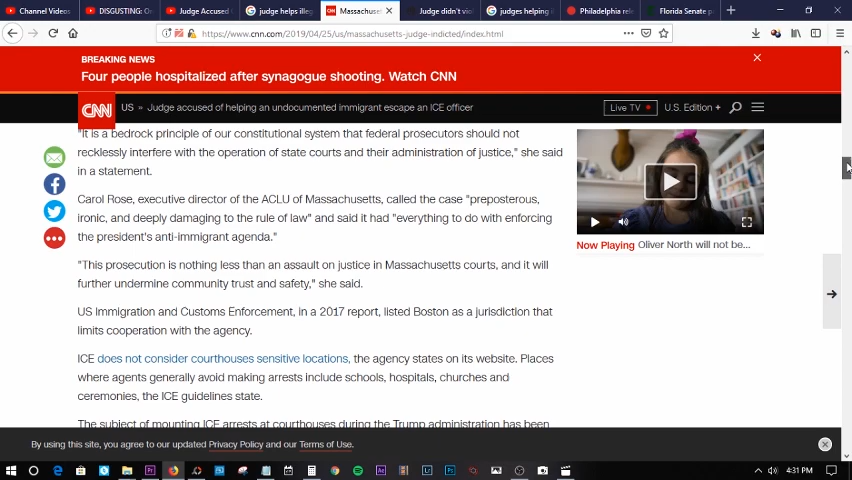 Channel Videos
DISGUSTING: O
Judge Accused
judge helps illeg
Massachuset
Judge didn't vio
judges helping i
Philadelphia rele
Florida Senate p
https://www.cnn.com/2019/04/25/us/massachusetts-judge-indicted/index.html
BREAKING NEWS
Four people hospitalized after synagogue shooting. Watch CNN
CNN
US » Judge accused of helping an undocumented immigrant escape an ICE officer
Live TV
U.S. Edition +
"It is a bedrock principle of our constitutional system that federal prosecutors should not
recklessly interfere with the operation of state courts and their administration of justice," she said
in a statement.
Carol Rose, executive director of the ACLU of Massachusetts, called the case "preposterous,
ironic, and deeply damaging to the rule of law" and said it had "everything to do with enforcing
the president's anti-immigrant agenda."
"This prosecution is nothing less than an assault on justice in Massachusetts courts, and it will
further undermine community trust and safety," she said.
US Immigration and Customs Enforcement, in a 2017 report, listed Boston as a jurisdiction that
limits cooperation with the agency.
ICE does not consider courthouses sensitive locations, the agency states on its website. Places
where agents generally avoid making arrests include schools, hospitals, churches and
ceremonies, the ICE guidelines state.
The subject of mounting ICE arrests at courthouses during the Trump administration has been
Now Playing Oliver North will not be...
By using this site, you agree to our updated Privacy Policy and our Terms of Use.
4:31 PM